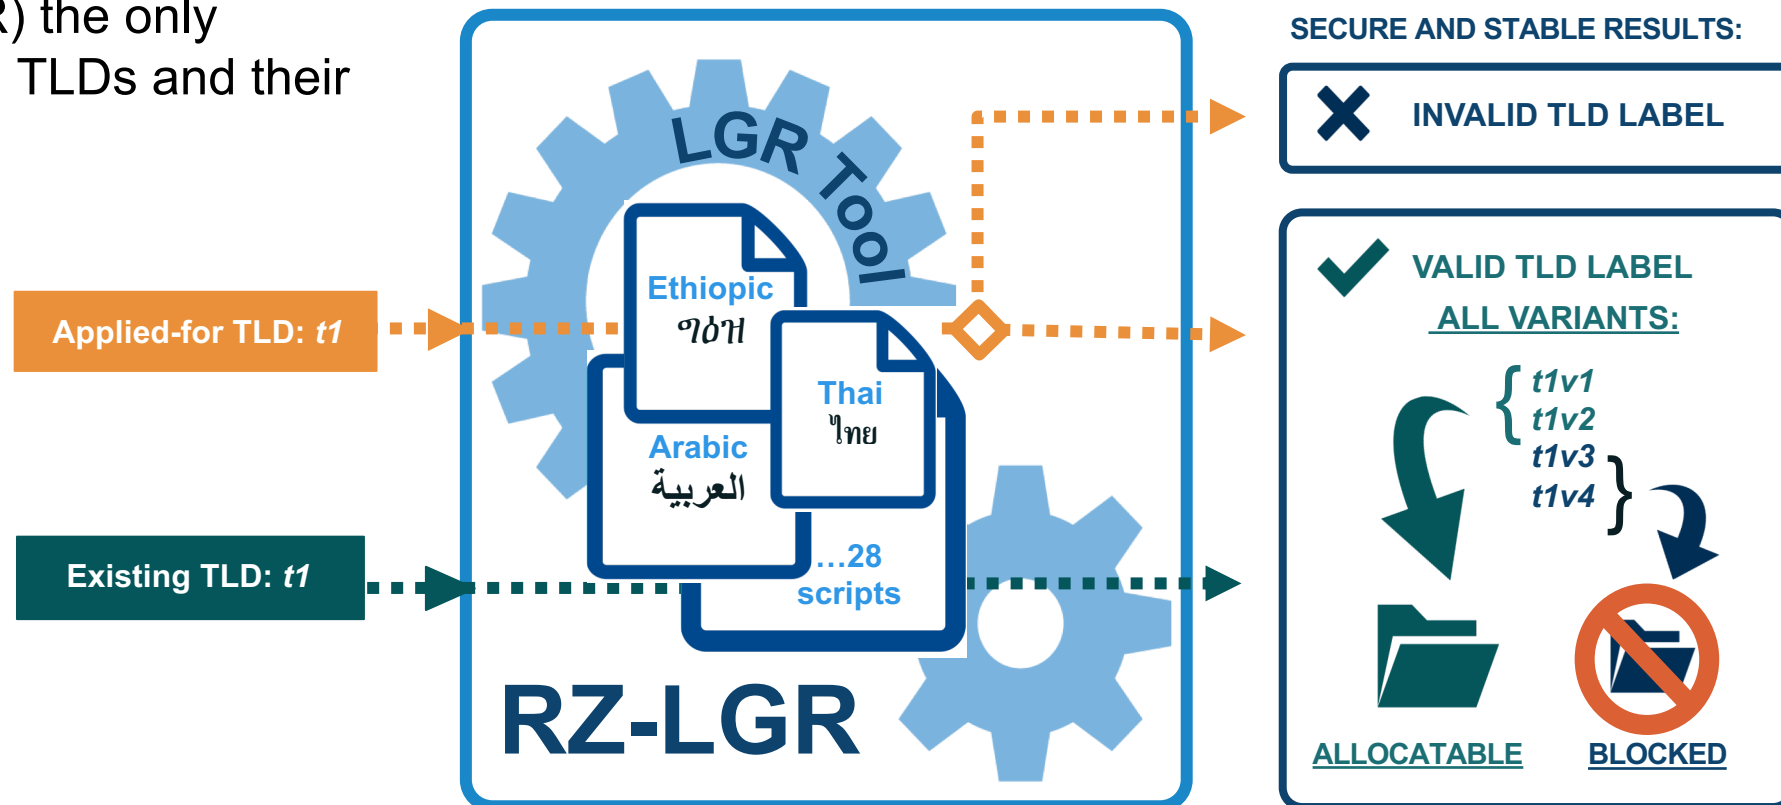 R) the only
TLDs and their
LGR Tool
Ethiopic
ግዕዝ
Thai
ไทย
Arabic
العربية
...28
scripts
RZ-LGR
Applied-for TLD: t1
Existing TLD: t1
SECURE AND STABLE RESULTS:
INVALID TLD LABEL
VALID TLD LABEL
ALL VARIANTS:
t1v1
t1v2
t1v3
t1v4
ALLOCATABLE
BLOCKED